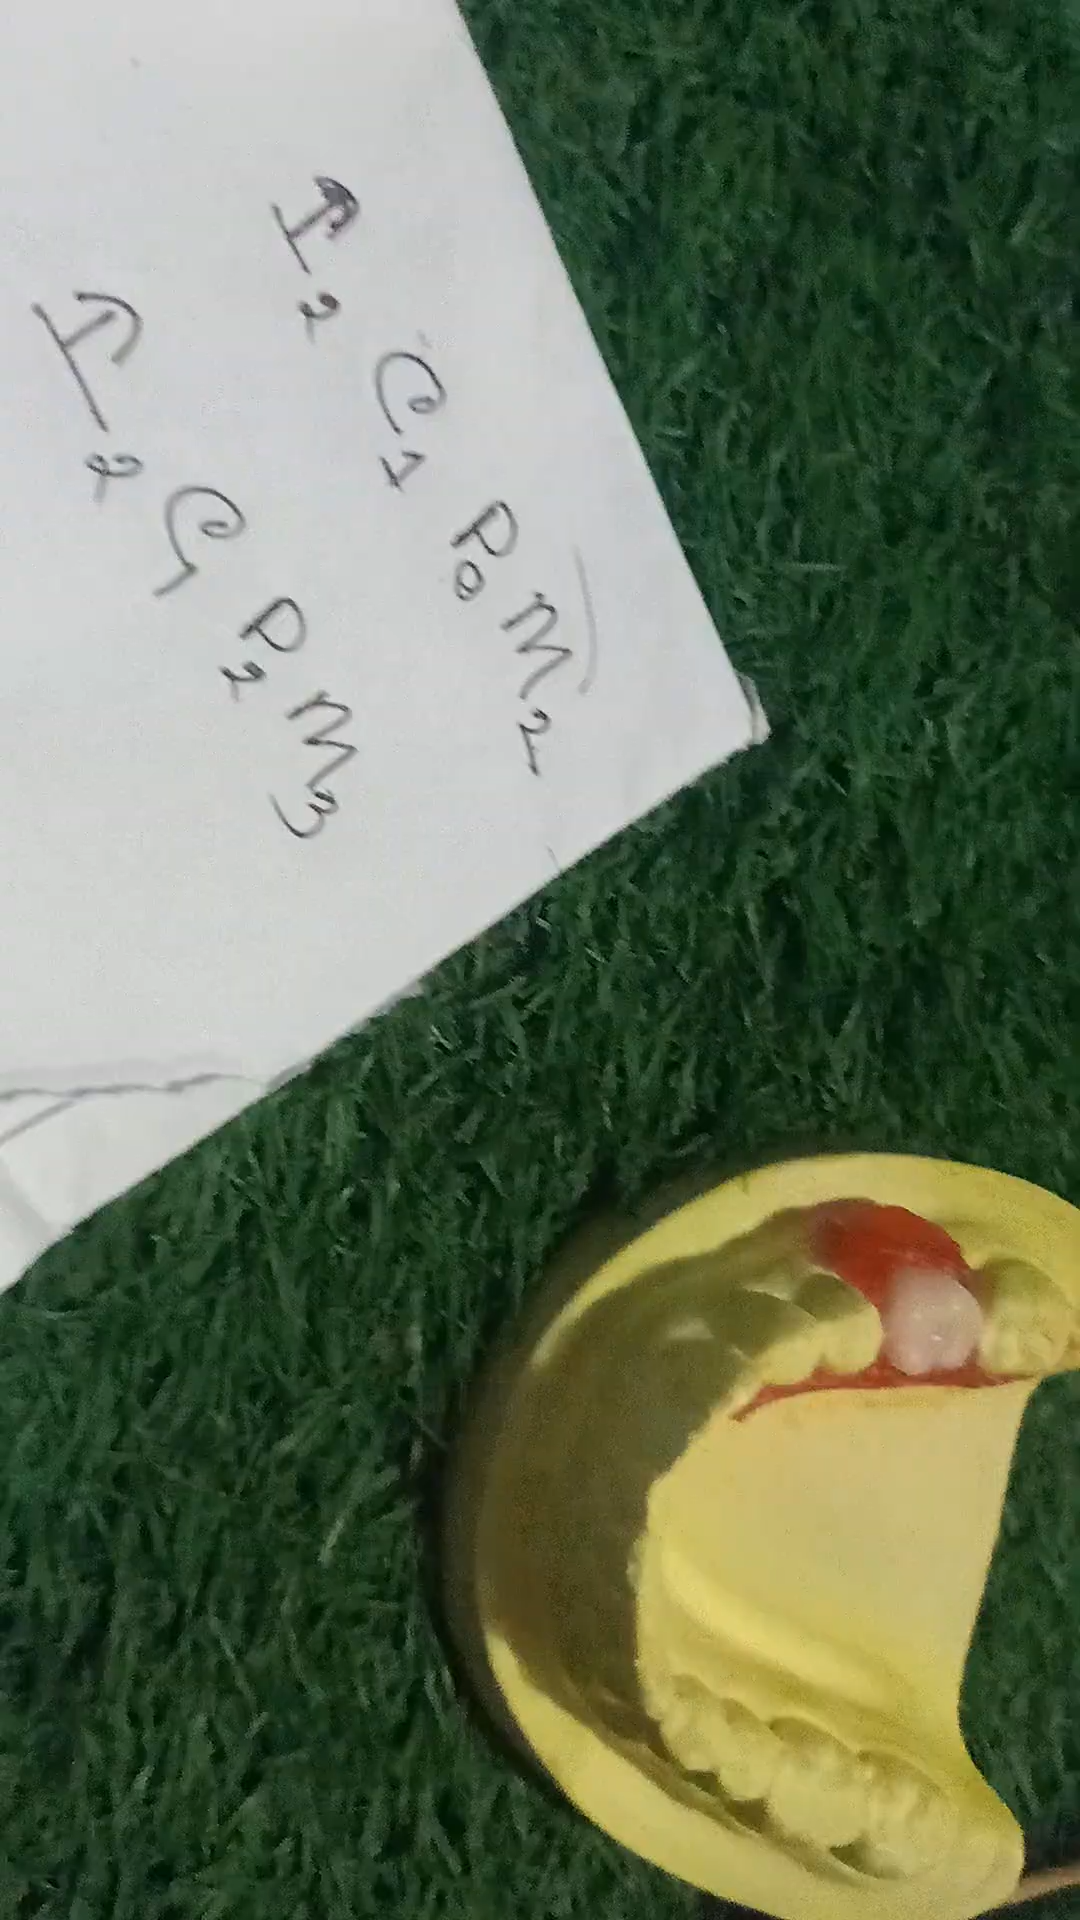 I₂ C₁ P₀ M₂
I₂ C₁ P₂ M₃